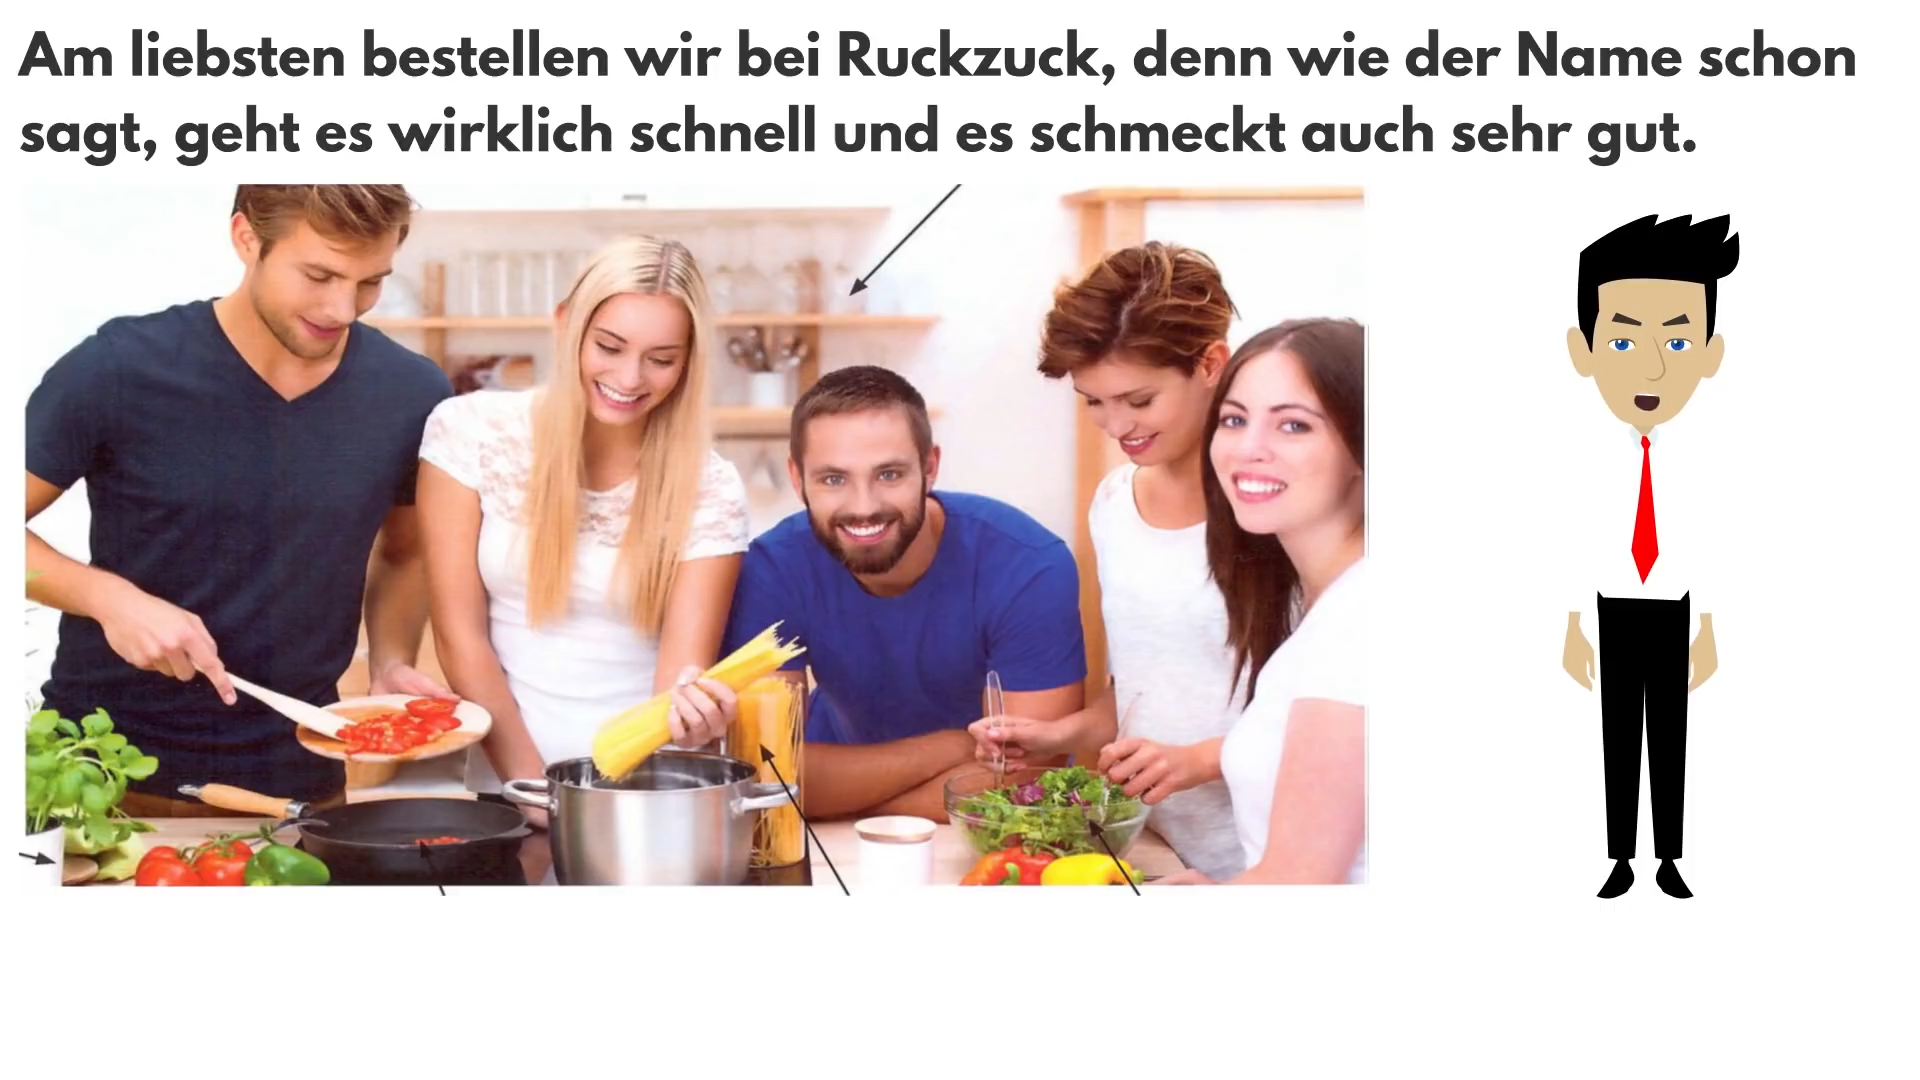 Am liebsten bestellen wir bei Ruckzuck, denn wie der Name schon
sagt, geht es wirklich schnell und es schmeckt auch sehr gut.